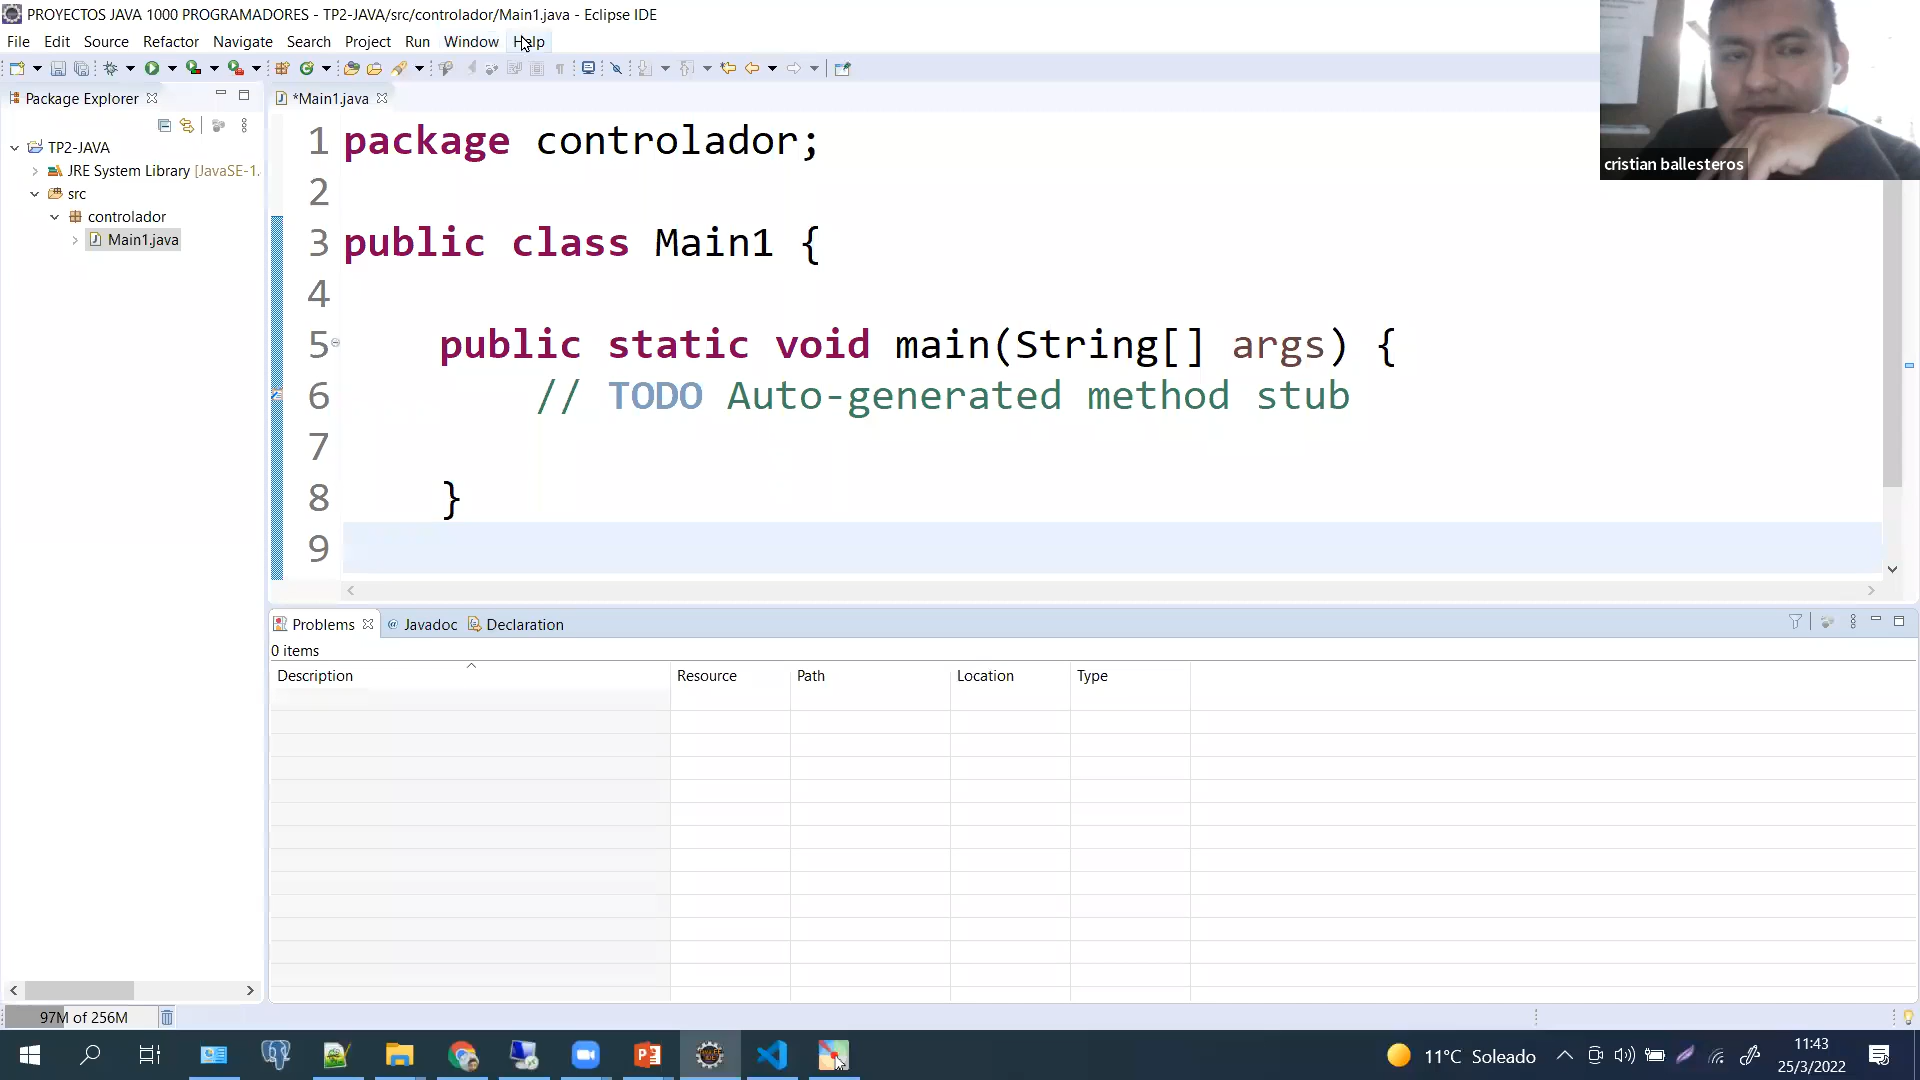 PROYECTOS JAVA 1000 PROGRAMADORES - TP2-JAVA/src/controlador/Main1.java - Eclipse IDE
File Edit Source Refactor Navigate Search Project Run Window Help
Package Explorer
*Main1.java
TP2-JAVA
JRE System Library [JavaSE-1.
src
controlador
Main1.java
1 package controlador;
2
3 public class Main1 {
4
5 public static void main(String[] args) {
6 // TODO Auto-generated method stub
7
8 }
9
cristian ballesteros
Problems @ Javadoc Declaration
0 items
Description Resource Path Location Type
97M of 256M
11°C Soleado
11:43
25/3/2022